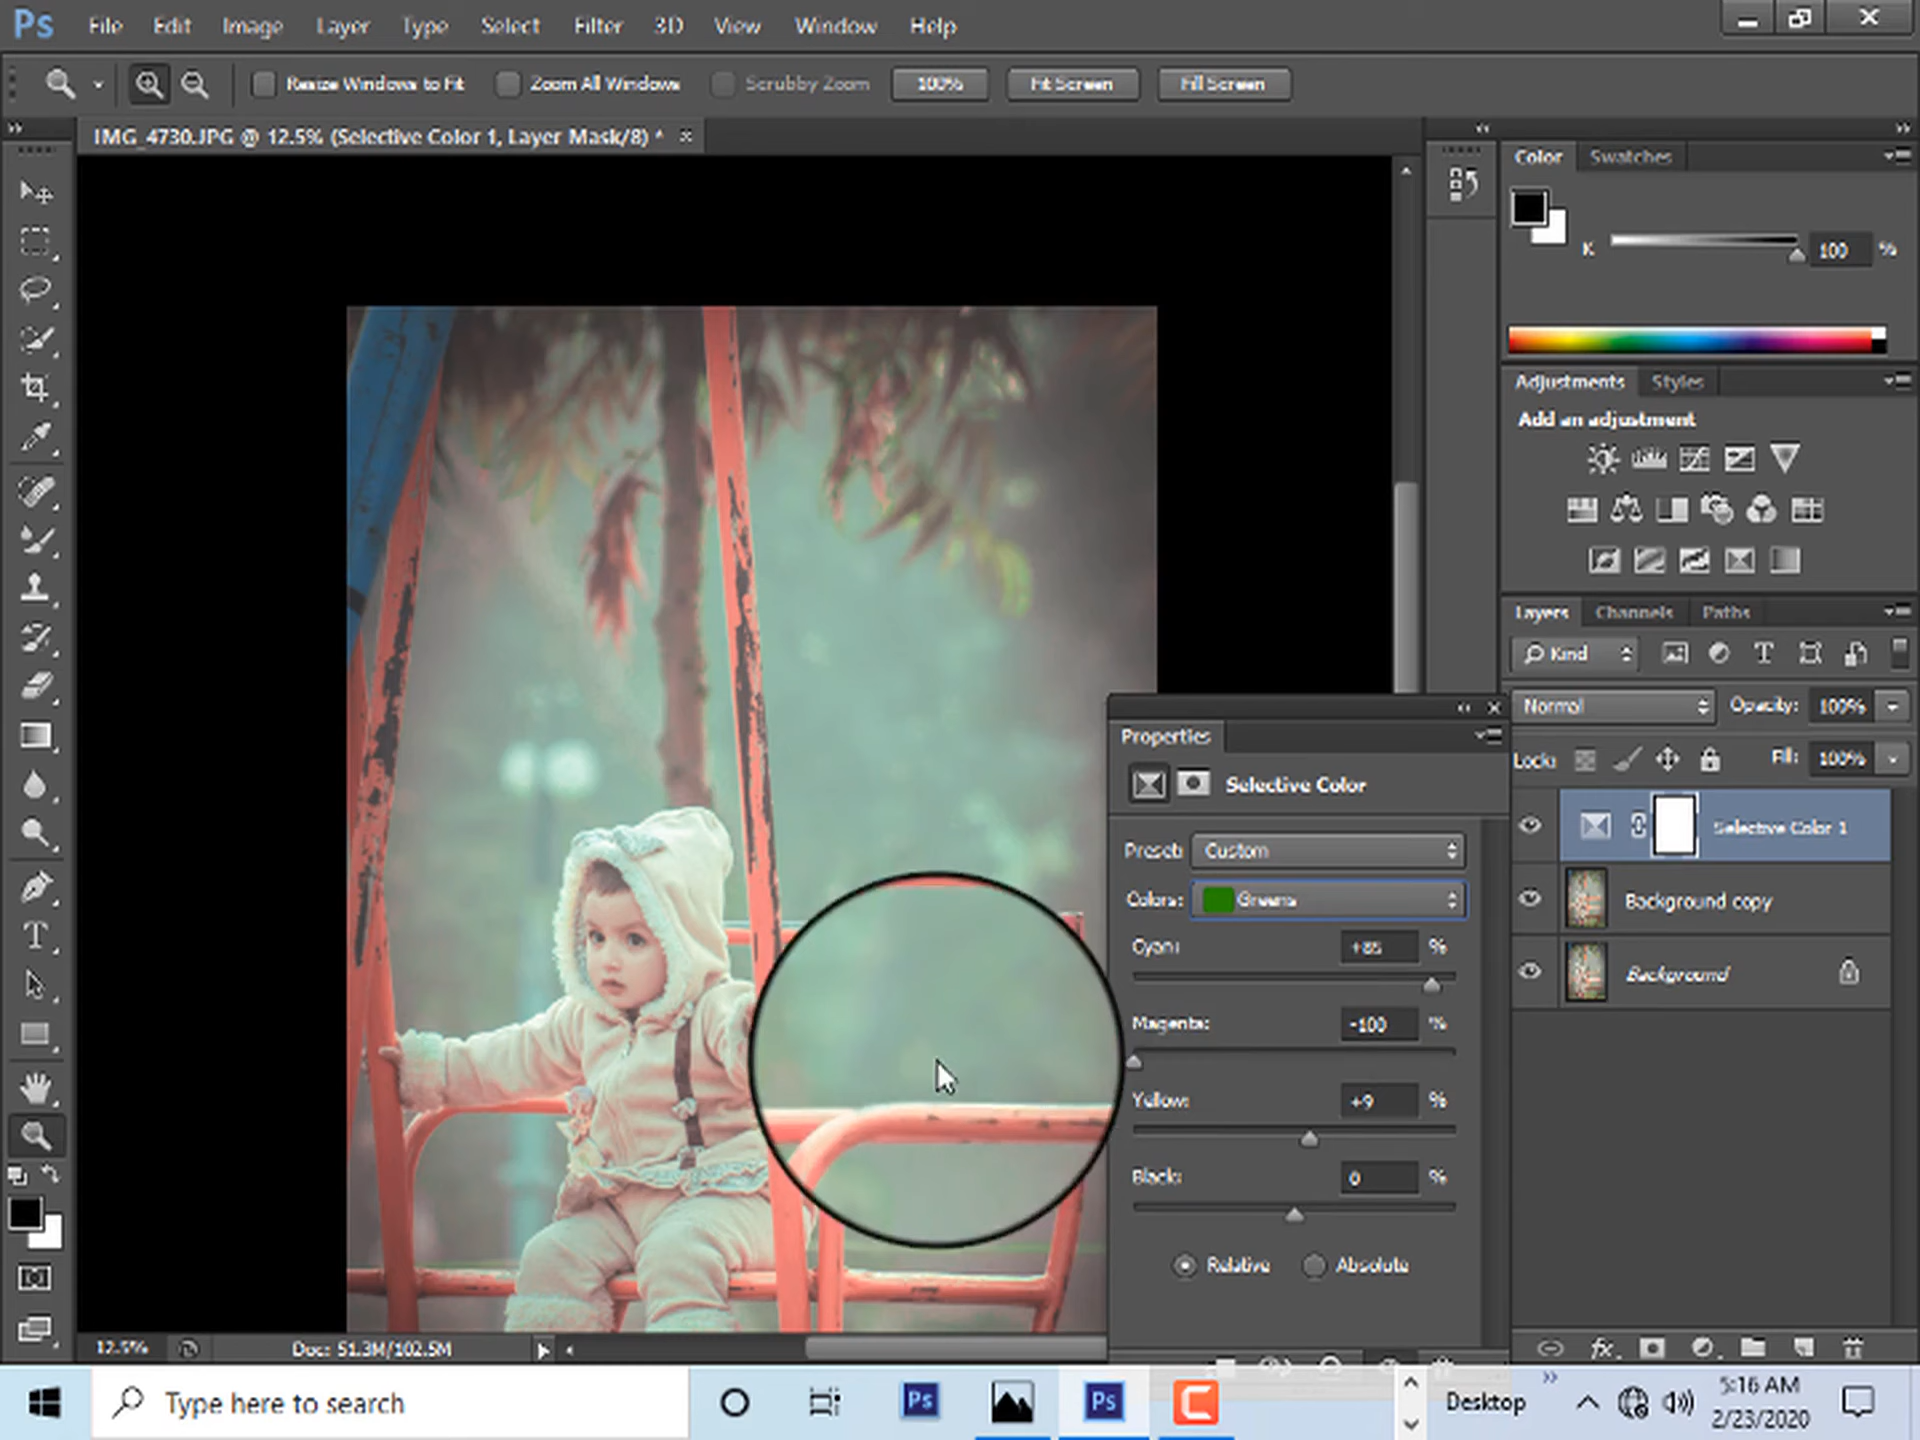 Ps File Edit Image Layer Type Select Filter 3D View Window Help
Resize Windows to Fit Zoom All Windows Scrubby Zoom 100% Fit Screen Fill Screen
IMG_4730.JPG @ 12.5% (Selective Color 1, Layer Mask/8) *
Color Swatches
K 100 %
Adjustments Styles
Add an adjustment
Layers Channels Paths
Kind
Normal Opacity: 100%
Lock: Fill: 100%
Selective Color 1
Background copy
Background
Properties
Selective Color
Preset: Custom
Colors: Greens
Cyan: +85 %
Magenta: -100 %
Yellow: +9 %
Black: 0 %
Relative Absolute
12.5% Doc: 51.3M/102.5M
Type here to search
Ps
Ps
Desktop
5:16 AM
2/23/2020